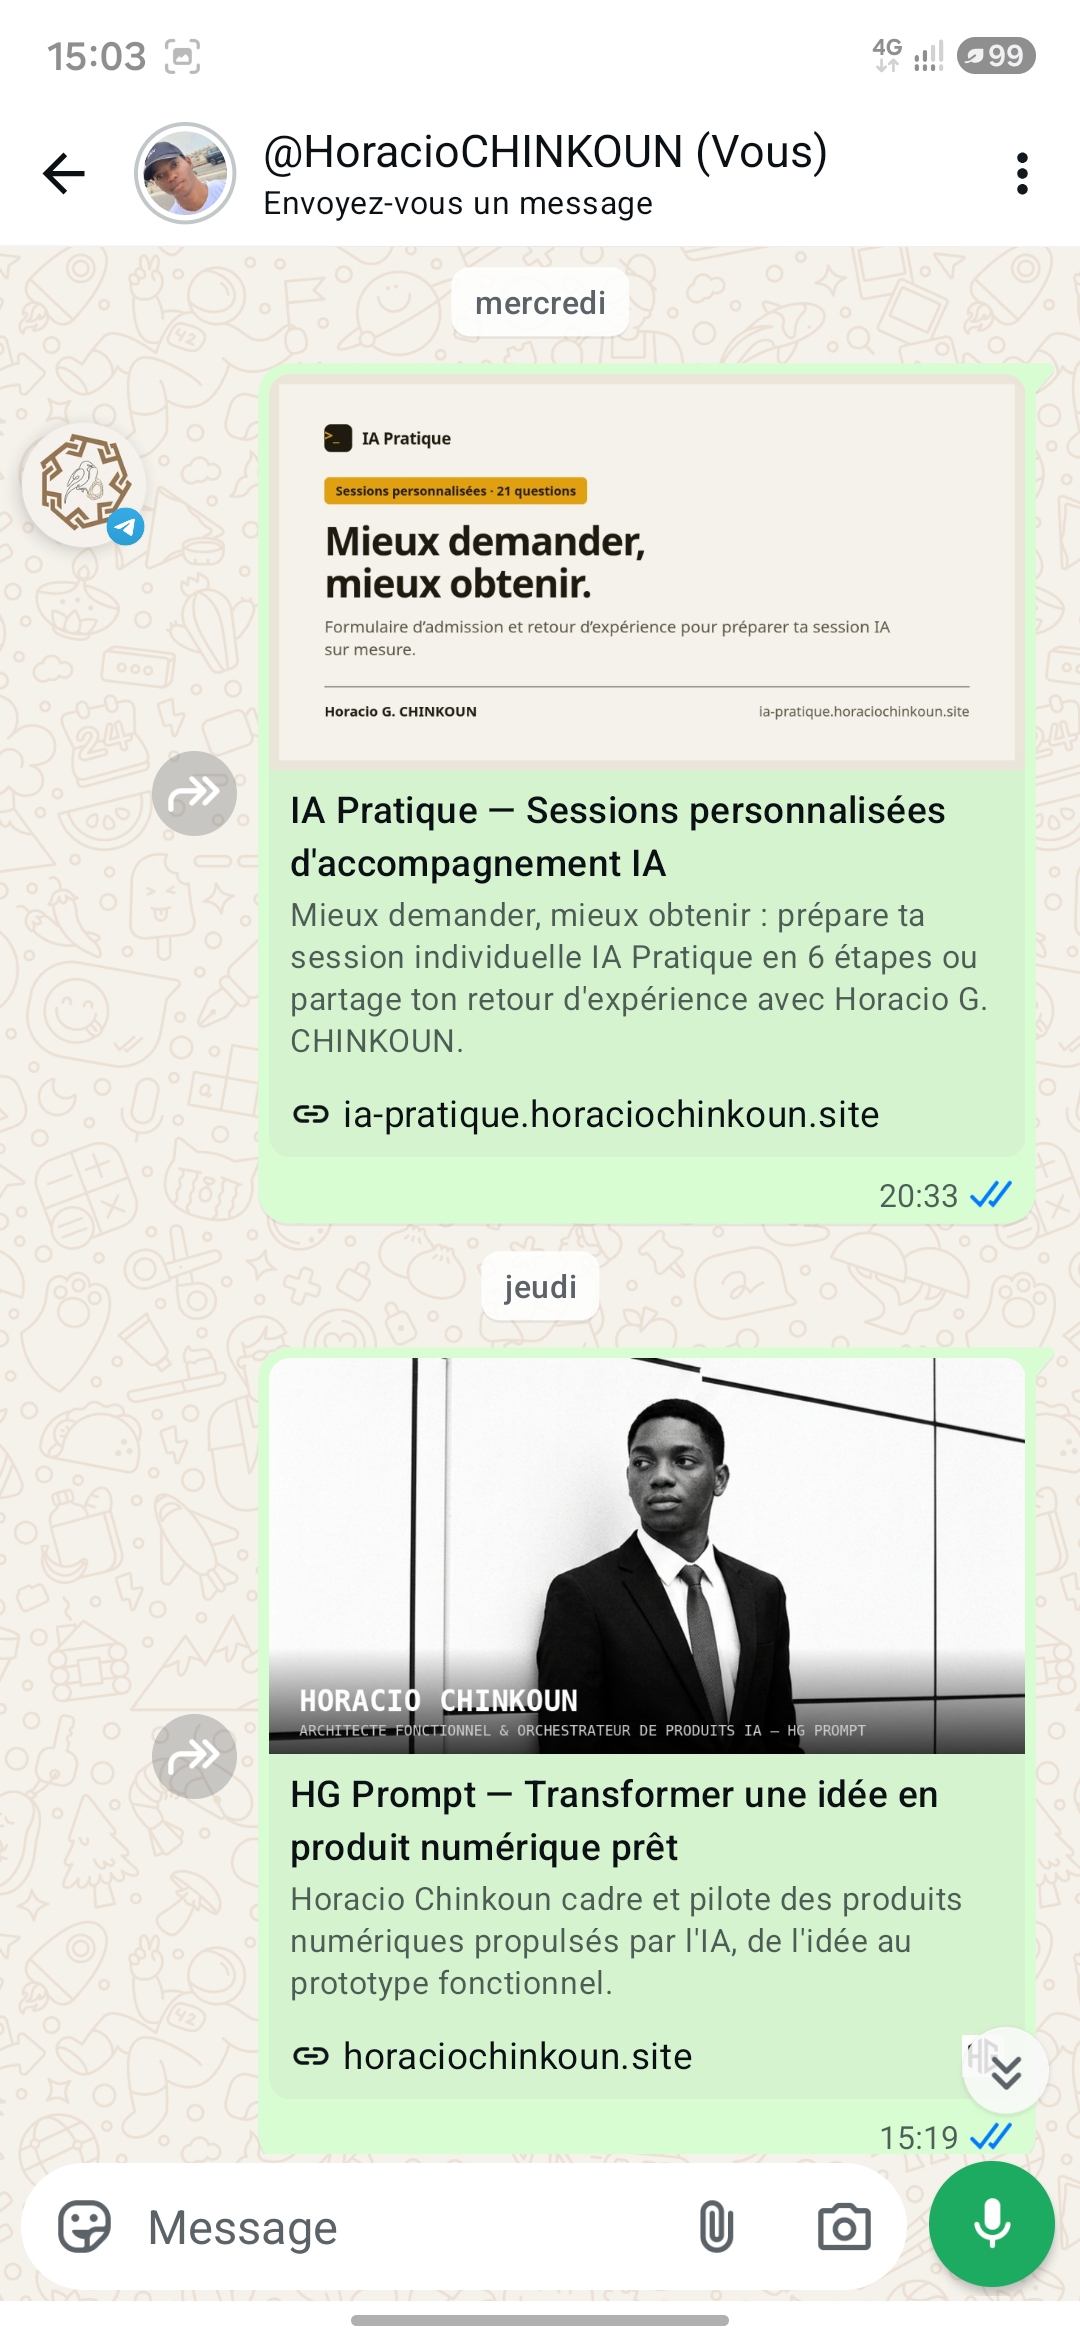 15:03
4G
99
@HoracioCHINKOUN (Vous)
Envoyez-vous un message
mercredi
>_ IA Pratique
Sessions personnalisées · 21 questions
Mieux demander,
mieux obtenir.
Formulaire d’admission et retour d’expérience pour préparer ta session IA
sur mesure.
Horacio G. CHINKOUN
ia-pratique.horaciochinkoun.site
IA Pratique — Sessions personnalisées
d'accompagnement IA
Mieux demander, mieux obtenir : prépare ta
session individuelle IA Pratique en 6 étapes ou
partage ton retour d'expérience avec Horacio G.
CHINKOUN.
ia-pratique.horaciochinkoun.site
20:33
jeudi
HORACIO CHINKOUN
ARCHITECTE FONCTIONNEL & ORCHESTRATEUR DE PRODUITS IA — HG PROMPT
HG Prompt — Transformer une idée en
produit numérique prêt
Horacio Chinkoun cadre et pilote des produits
numériques propulsés par l'IA, de l'idée au
prototype fonctionnel.
horaciochinkoun.site
HG
15:19
Message